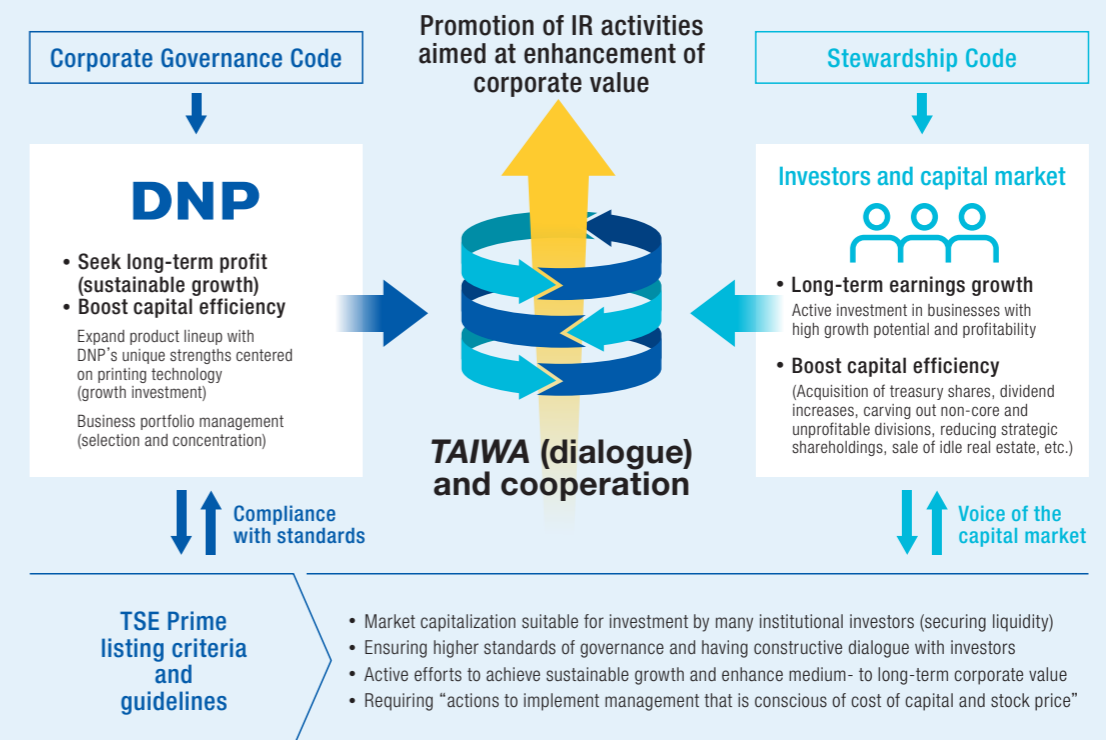 Promotion of IR activities
aimed at enhancement of
corporate value
Corporate Governance Code
DNP
• Seek long-term profit
(sustainable growth)
• Boost capital efficiency
Expand product lineup with
DNP's unique strengths centered
on printing technology
(growth investment)
Business portfolio management
(selection and concentration)
Compliance
with standards
TAIWA (dialogue)
and cooperation
Stewardship Code
Investors and capital market
• Long-term earnings growth
Active investment in businesses with
high growth potential and profitability
• Boost capital efficiency
(Acquisition of treasury shares, dividend
increases, carving out non-core and
unprofitable divisions, reducing strategic
shareholdings, sale of idle real estate, etc.)
Voice of the
capital market
TSE Prime
listing criteria
and
guidelines
• Market capitalization suitable for investment by many institutional investors (securing liquidity)
• Ensuring higher standards of governance and having constructive dialogue with investors
• Active efforts to achieve sustainable growth and enhance medium- to long-term corporate value
• Requiring “actions to implement management that is conscious of cost of capital and stock price”